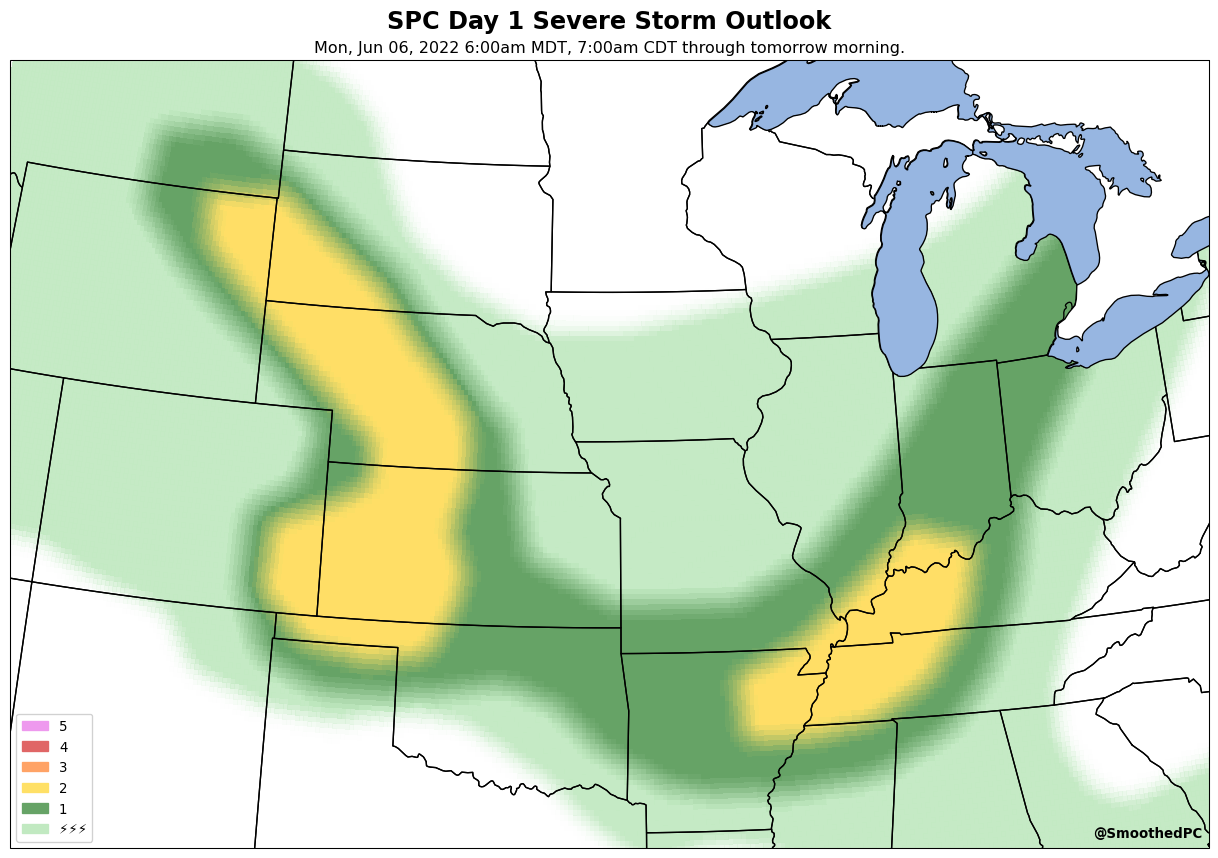 SPC Day 1 Severe Storm Outlook
Mon, Jun 06, 2022 6:00am MDT, 7:00am CDT through tomorrow morning.
5
4
3
2
1
⚡⚡⚡
@SmoothedPC